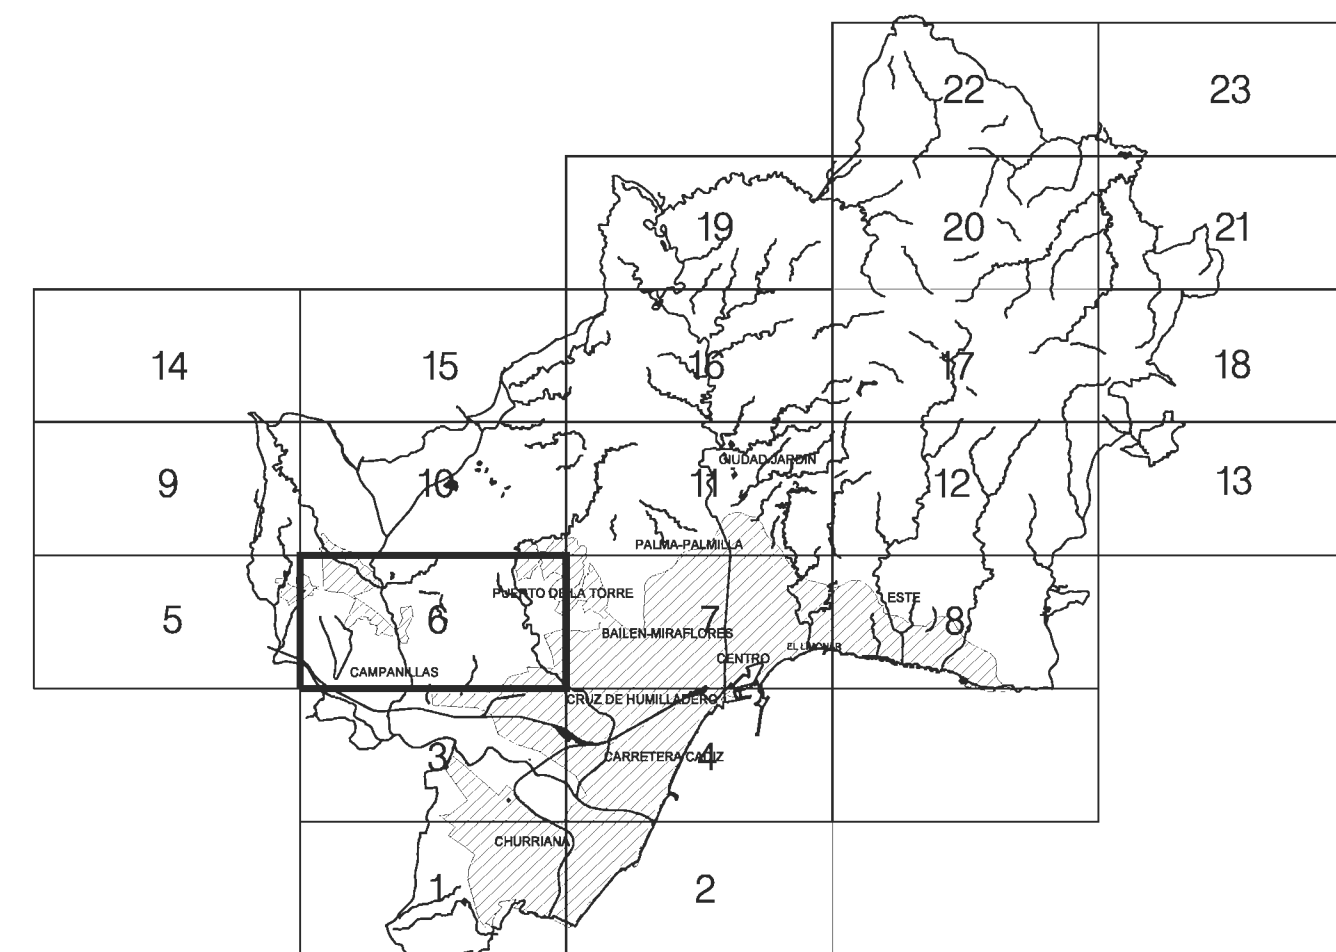 22
23
19
20
21
14
15
16
17
18
CIUDAD JARDIN
9
10
11
12
13
PALMA-PALMILLA
PUERTO DE LA TORRE
ESTE
5
6
7
8
BAILEN-MIRAFLORES
EL LIMONAR
CENTRO
CAMPANILLAS
CRUZ DE HUMILLADERO
3
CARRETERA CADIZ
4
CHURRIANA
1
2